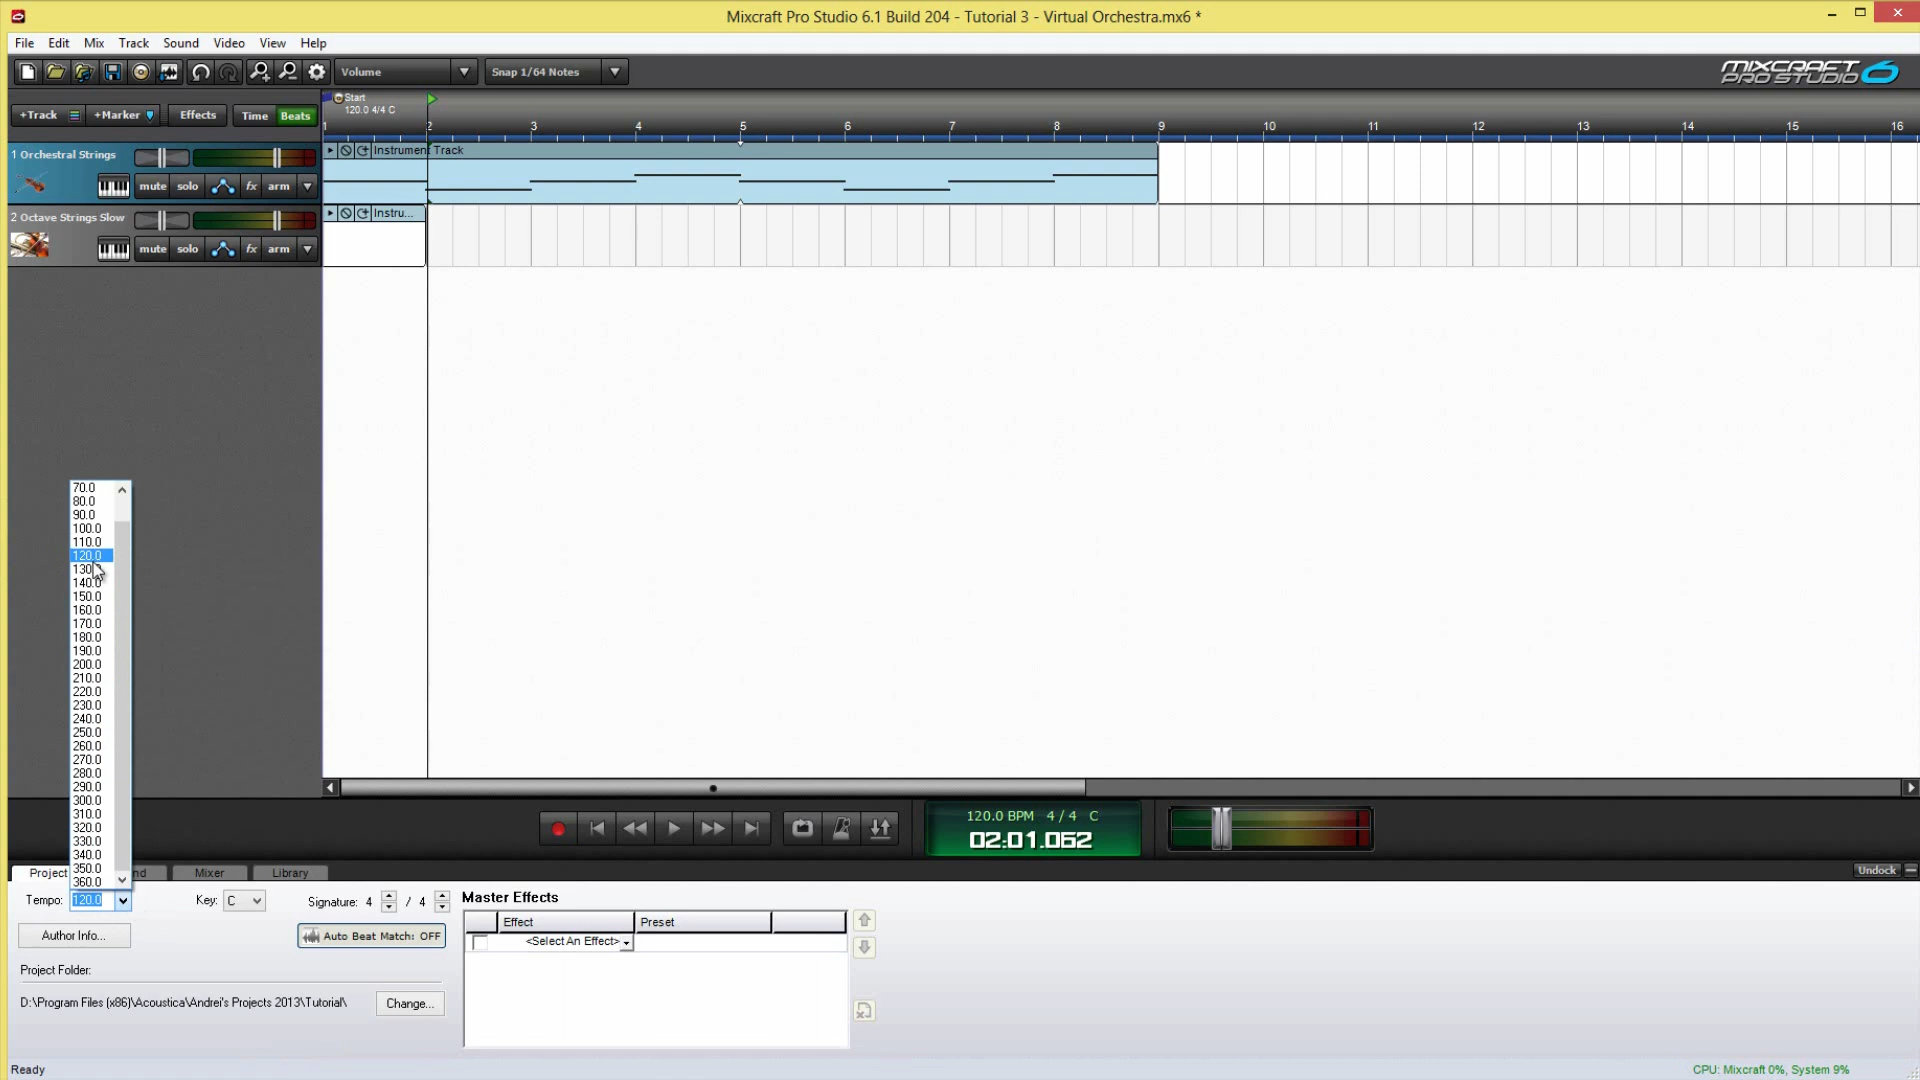 Mixcraft Pro Studio 6.1 Build 204 - Tutorial 3 - Virtual Orchestra.mx6 *
File Edit Mix Track Sound Video View Help
Volume Snap 1/64 Notes
MIXCRAFT PRO STUDIO 6
+Track +Marker Effects Time Beats
Start
120.0 4/4 C
1 2 3 4 5 6 7 8 9 10 11 12 13 14 15 16
1 Orchestral Strings
Instrument Track
mute solo fx arm
2 Octave Strings Slow
Instru...
mute solo fx arm
70.0
80.0
90.0
100.0
110.0
120.0
130.0
140.0
150.0
160.0
170.0
180.0
190.0
200.0
210.0
220.0
230.0
240.0
250.0
260.0
270.0
280.0
290.0
300.0
310.0
320.0
330.0
340.0
350.0
360.0
120.0 BPM 4/4 C
02:01.062
Project nd Mixer Library
Undock
Tempo: 120.0 Key: C Signature: 4 / 4
Author Info... Auto Beat Match: OFF
Project Folder:
D:\Program Files (x86)\Acoustica\Andrei's Projects 2013\Tutorial\ Change...
Master Effects
Effect Preset
<Select An Effect>
Ready
CPU: Mixcraft 0%, System 9%